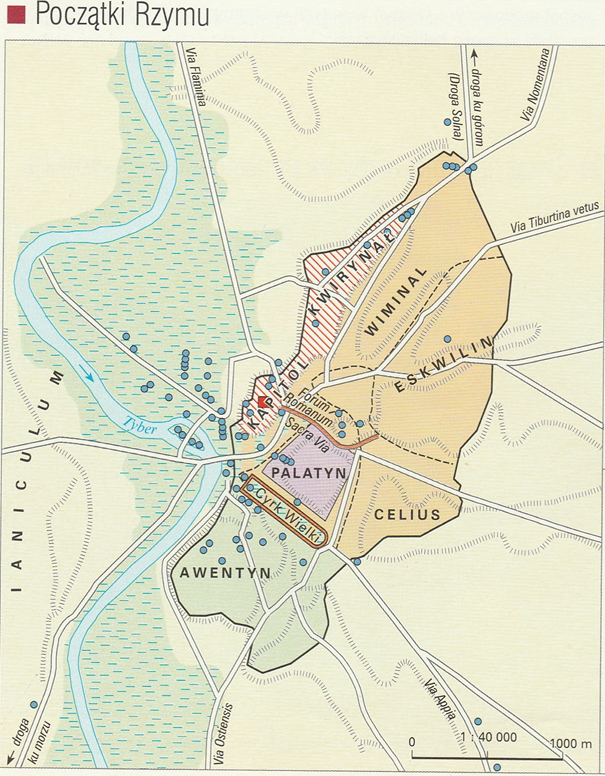 Początki Rzymu
Via Flaminia
(Droga Solna)
droga ku górom
Via Nomentana
Via Tiburtina vetus
KWIRYNAŁ
WIMINAL
ESKWILIN
KAPITOL
Forum
Romanum
Sacra Via
Tyber
IANICULUM
PALATYN
Cyrk Wielki
CELIUS
AWENTYN
Via Ostiensis
Via Appia
droga
ku morzu
1 : 40 000
0 1000 m